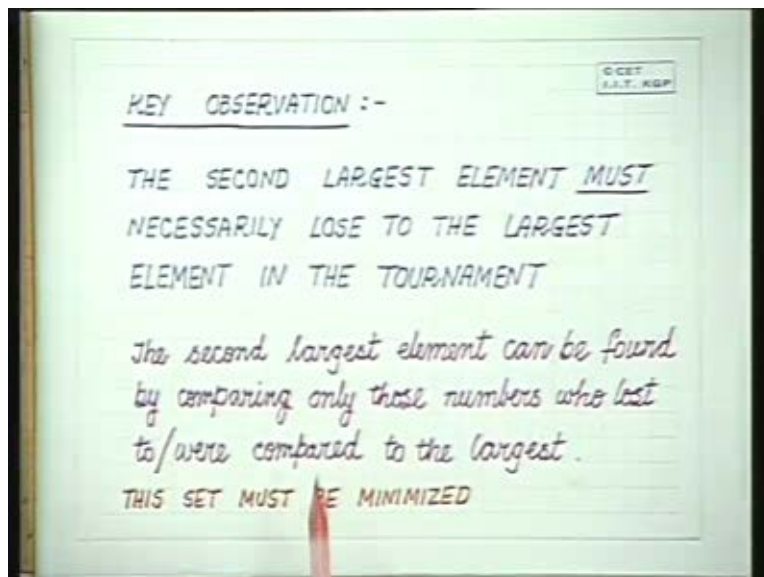 © CET
I.I.T. KGP
KEY OBSERVATION :-
THE SECOND LARGEST ELEMENT MUST
NECESSARILY LOSE TO THE LARGEST
ELEMENT IN THE TOURNAMENT
The second largest element can be found
by comparing only those numbers who lost
to/were compared to the largest.
THIS SET MUST BE MINIMIZED